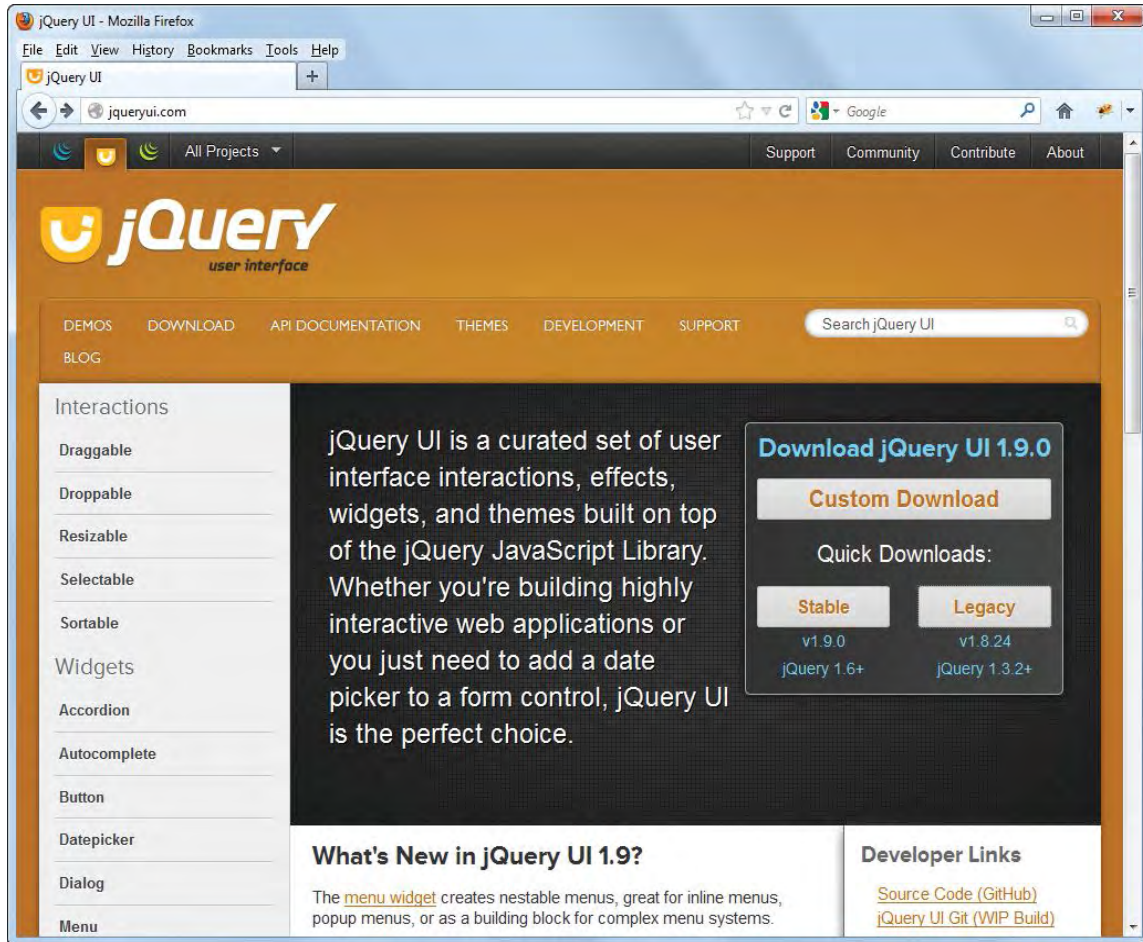 jQuery UI - Mozilla Firefox
File Edit View History Bookmarks Tools Help
jQuery UI
jqueryui.com
Google
All Projects
Support Community Contribute About
jQuery
user interface
DEMOS DOWNLOAD API DOCUMENTATION THEMES DEVELOPMENT SUPPORT
BLOG
Search jQuery UI
Interactions
Draggable
Droppable
Resizable
Selectable
Sortable
Widgets
Accordion
Autocomplete
Button
Datepicker
Dialog
Menu
jQuery UI is a curated set of user
interface interactions, effects,
widgets, and themes built on top
of the jQuery JavaScript Library.
Whether you're building highly
interactive web applications or
you just need to add a date
picker to a form control, jQuery UI
is the perfect choice.
Download jQuery UI 1.9.0
Custom Download
Quick Downloads:
Stable Legacy
v1.9.0 v1.8.24
jQuery 1.6+ jQuery 1.3.2+
What's New in jQuery UI 1.9?
The menu widget creates nestable menus, great for inline menus,
popup menus, or as a building block for complex menu systems.
Developer Links
Source Code (GitHub)
jQuery UI Git (WIP Build)